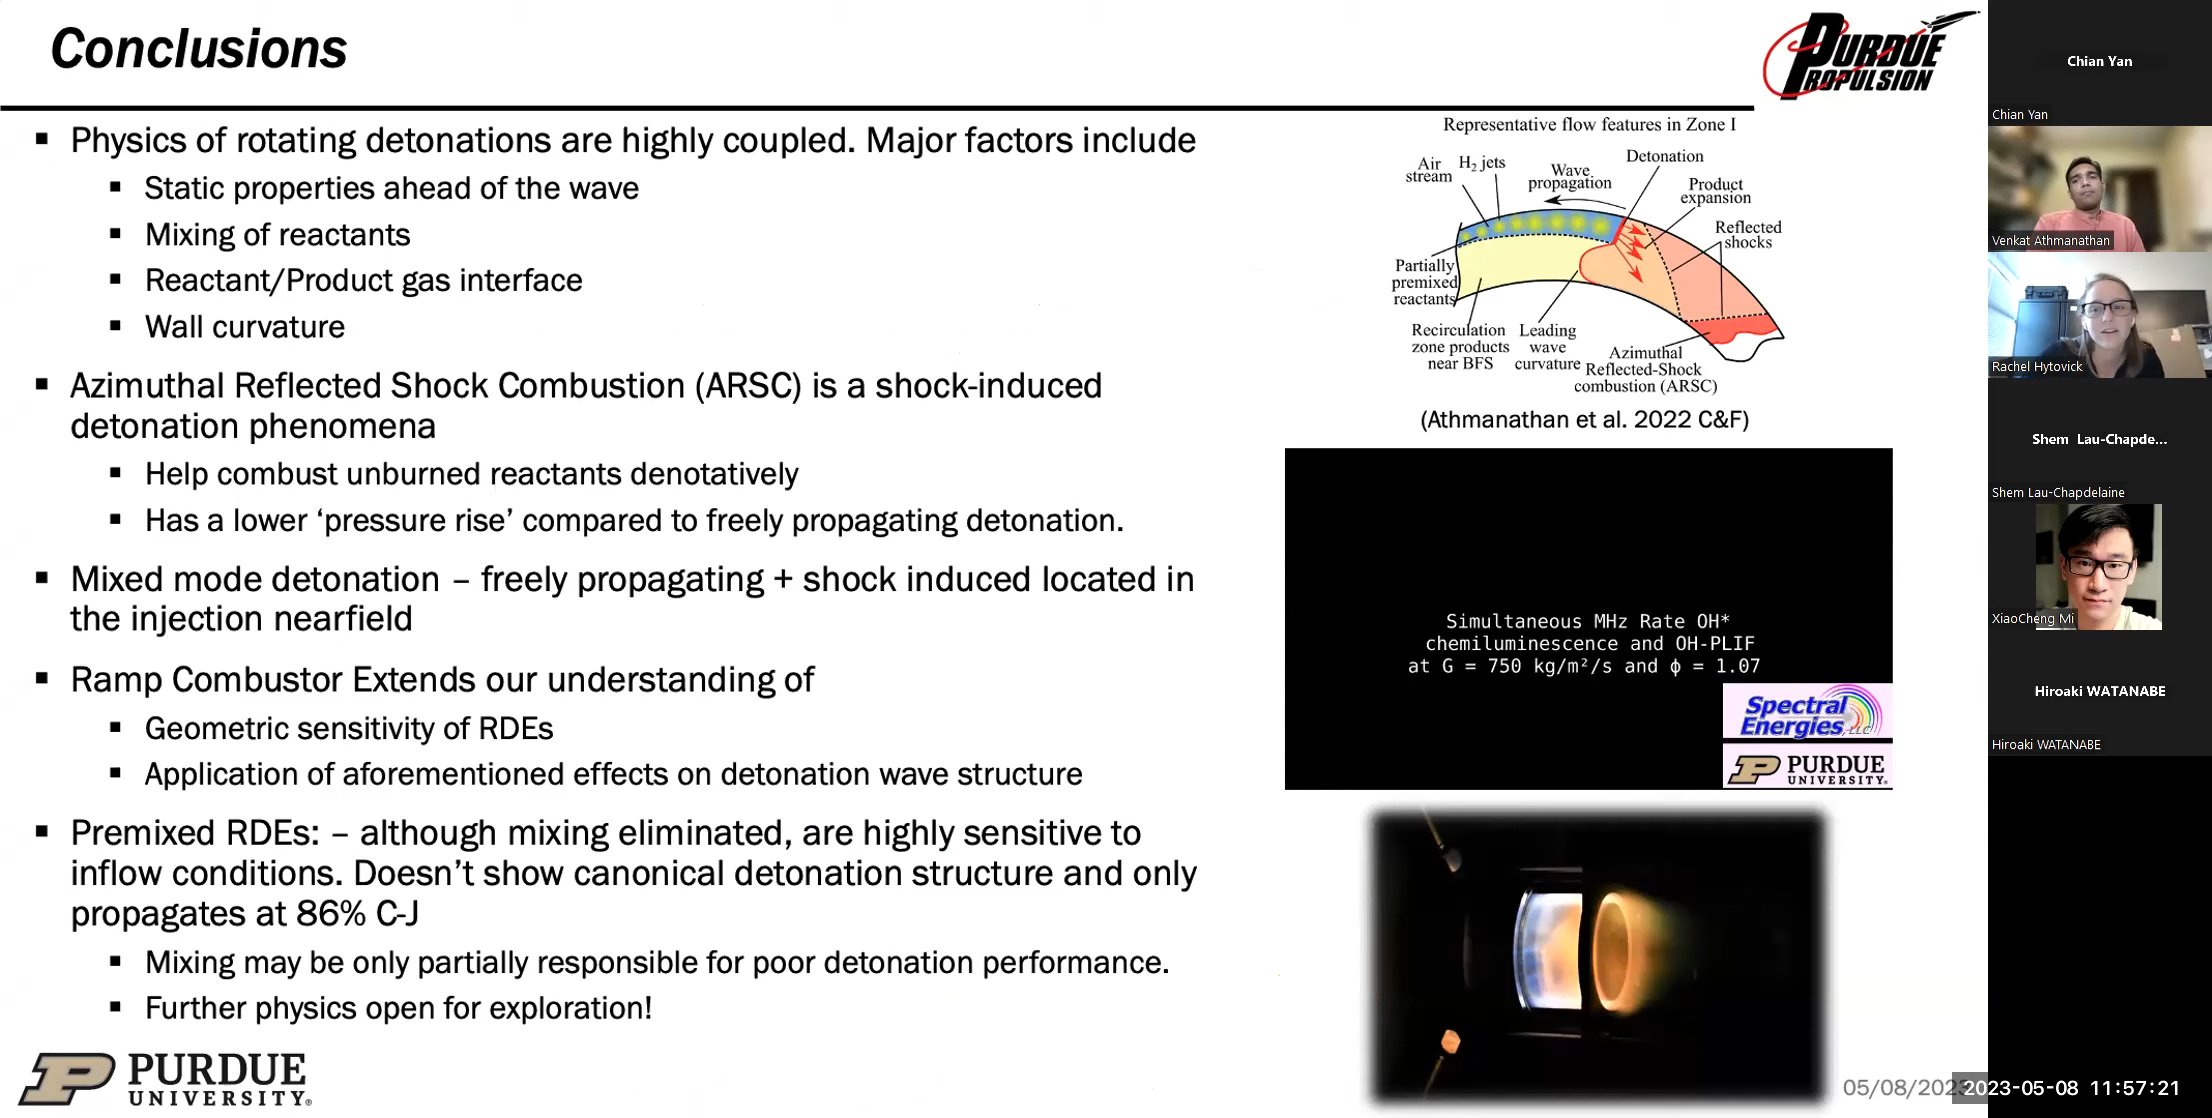 Conclusions
PURDUE
PROPULSION
Physics of rotating detonations are highly coupled. Major factors include
Static properties ahead of the wave
Mixing of reactants
Reactant/Product gas interface
Wall curvature
Azimuthal Reflected Shock Combustion (ARSC) is a shock-induced
detonation phenomena
Help combust unburned reactants denotatively
Has a lower ‘pressure rise’ compared to freely propagating detonation.
Mixed mode detonation – freely propagating + shock induced located in
the injection nearfield
Ramp Combustor Extends our understanding of
Geometric sensitivity of RDEs
Application of aforementioned effects on detonation wave structure
Premixed RDEs: – although mixing eliminated, are highly sensitive to
inflow conditions. Doesn’t show canonical detonation structure and only
propagates at 86% C-J
Mixing may be only partially responsible for poor detonation performance.
Further physics open for exploration!
PURDUE
UNIVERSITY®
Representative flow features in Zone I
Air
stream
H₂ jets
Wave
propagation
Detonation
Product
expansion
Reflected
shocks
Partially
premixed
reactants
Recirculation
zone products
near BFS
Leading
wave
curvature
Azimuthal
Reflected-Shock
combustion (ARSC)
(Athmanathan et al. 2022 C&F)
Simultaneous MHz Rate OH*
chemiluminescence and OH-PLIF
at G = 750 kg/m²/s and ϕ = 1.07
Spectral
Energies, LLC
PURDUE
UNIVERSITY®
05/08/2023
2023-05-08 11:57:21
Chian Yan
Chian Yan
Venkat Athmanathan
Rachel Hytovick
Shem Lau-Chapde...
Shem Lau-Chapdelaine
XiaoCheng Mi
Hiroaki WATANABE
Hiroaki WATANABE